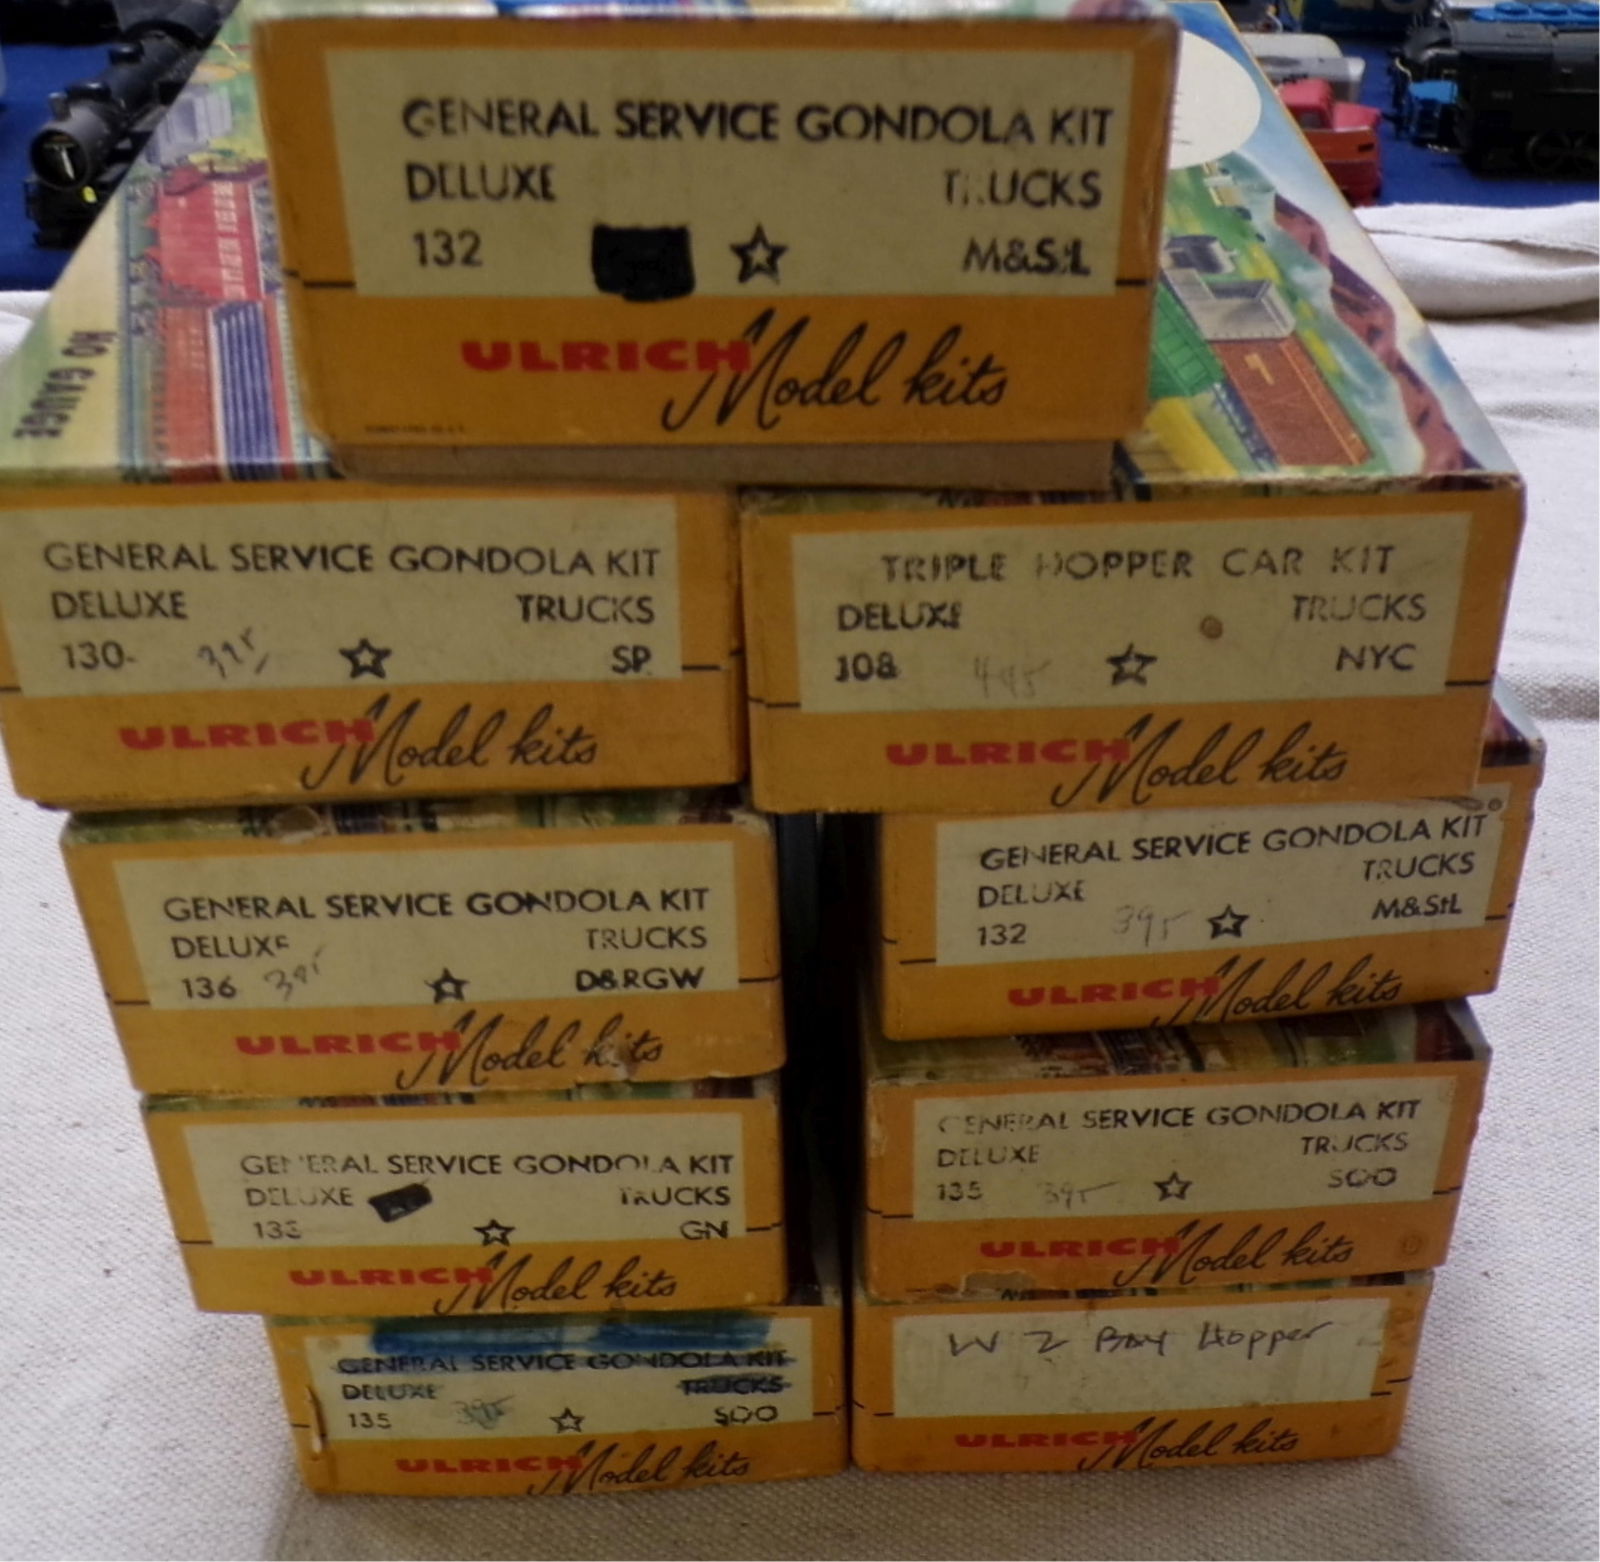 GENERAL SERVICE GONDOLA KIT
DELUXE TRUCKS
132 M&StL
ULRICH Model kits
HO GAUGE
GENERAL SERVICE GONDOLA KIT
DELUXE TRUCKS
130- SP
ULRICH Model kits
TRIPLE HOPPER CAR KIT
DELUXE TRUCKS
108 495 NYC
ULRICH Model kits
GENERAL SERVICE GONDOLA KIT
DELUXE TRUCKS
136 D&RGW
ULRICH Model kits
GENERAL SERVICE GONDOLA KIT
DELUXE TRUCKS
132 395 M&StL
ULRICH Model kits
GENERAL SERVICE GONDOLA KIT
DELUXE TRUCKS
133 GN
ULRICH Model kits
GENERAL SERVICE GONDOLA KIT
DELUXE TRUCKS
135 395 SOO
ULRICH Model kits
GENERAL SERVICE GONDOLA KIT
DELUXE TRUCKS
135 395 SOO
ULRICH Model kits
W 2 Bay Hopper
ULRICH Model kits